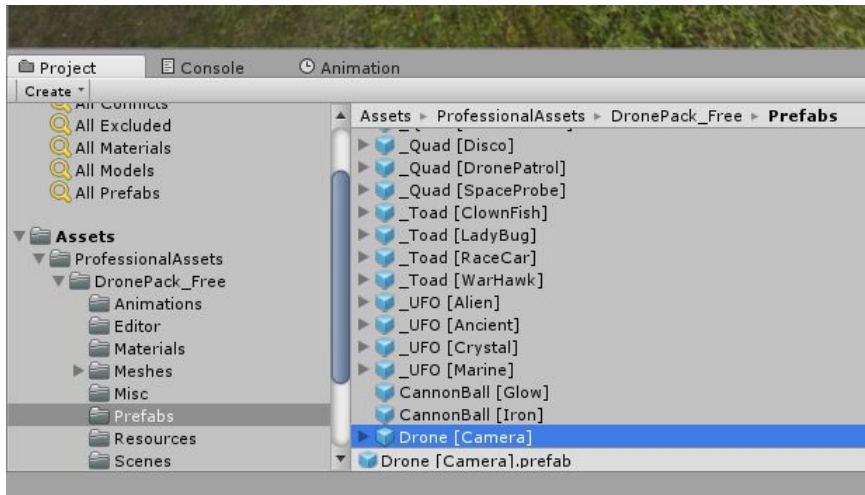 Project
Console
Animation
Create
All Conflicts
All Excluded
All Materials
All Models
All Prefabs
Assets
ProfessionalAssets
DronePack_Free
Animations
Editor
Materials
Meshes
Misc
Prefabs
Resources
Scenes
Assets ▸ ProfessionalAssets ▸ DronePack_Free ▸ Prefabs
_Quad [Disco]
_Quad [DronePatrol]
_Quad [SpaceProbe]
_Toad [ClownFish]
_Toad [LadyBug]
_Toad [RaceCar]
_Toad [WarHawk]
_UFO [Alien]
_UFO [Ancient]
_UFO [Crystal]
_UFO [Marine]
CannonBall [Glow]
CannonBall [Iron]
Drone [Camera]
Drone [Camera].prefab